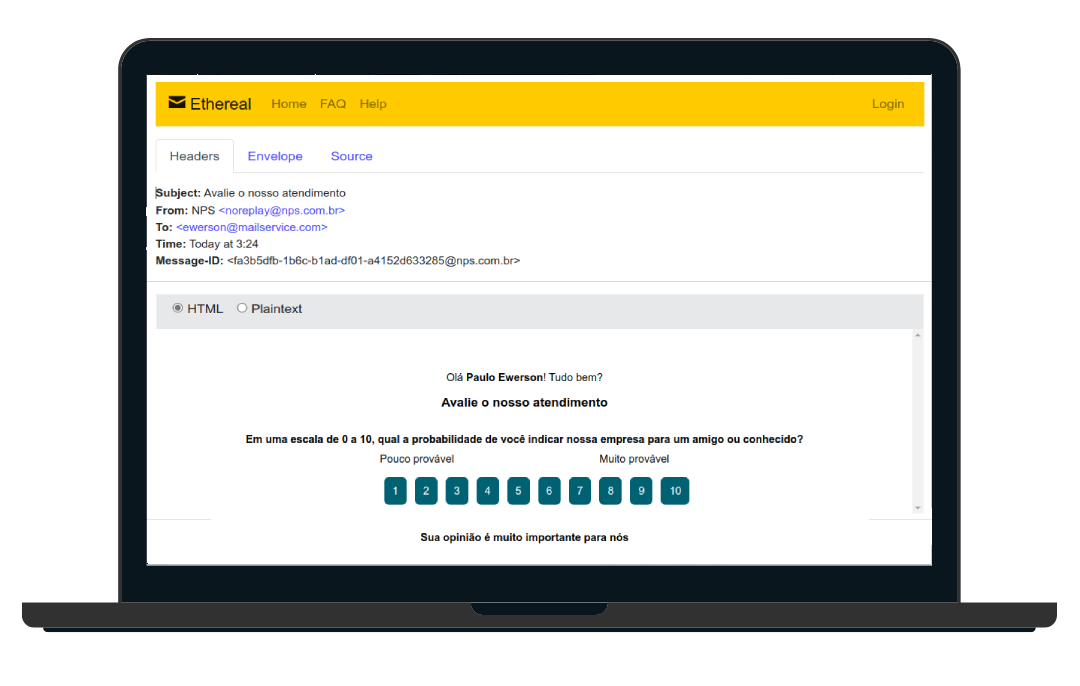 Ethereal Home FAQ Help Login
Headers Envelope Source
Subject: Avalie o nosso atendimento
From: NPS <noreplay@nps.com.br>
To: <ewerson@mailservice.com>
Time: Today at 3:24
Message-ID: <fa3b5dfb-1b6c-b1ad-df01-a4152d633285@nps.com.br>
HTML Plaintext
Olá Paulo Ewerson! Tudo bem?
Avalie o nosso atendimento
Em uma escala de 0 a 10, qual a probabilidade de você indicar nossa empresa para um amigo ou conhecido?
Pouco provável Muito provável
1 2 3 4 5 6 7 8 9 10
Sua opinião é muito importante para nós